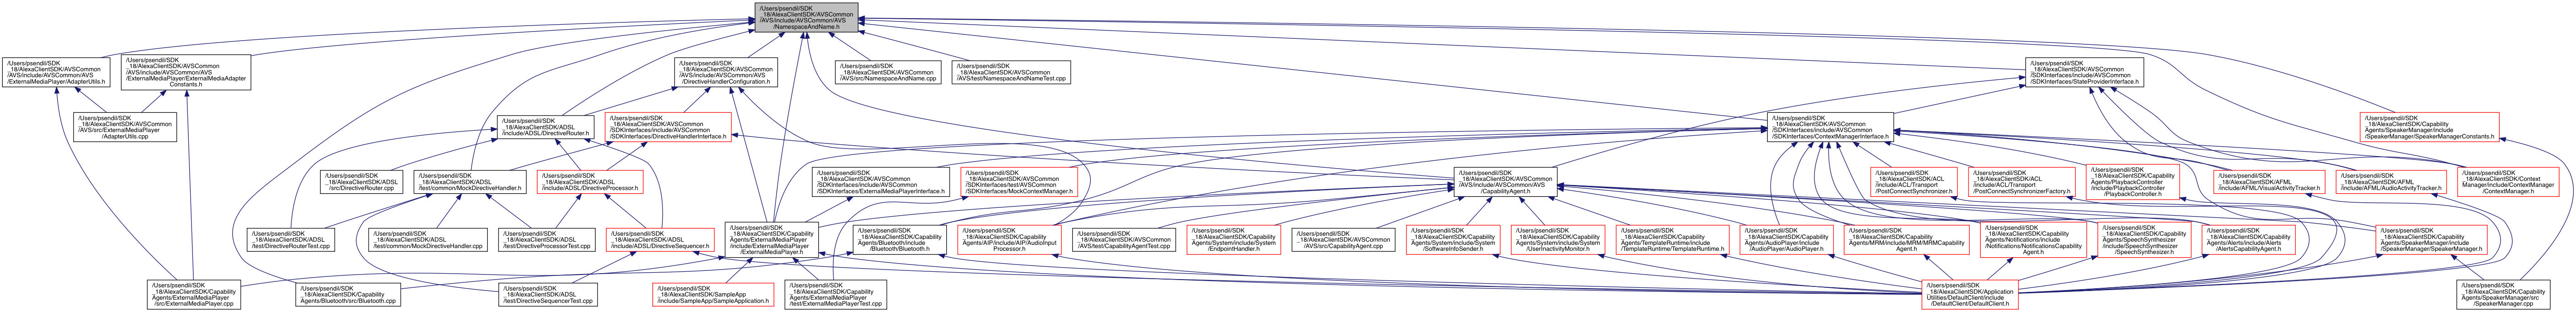 /Users/psendil/SDK
_18/AlexaClientSDK/AVSCommon
/AVS/include/AVSCommon/AVS
/NamespaceAndName.h
/Users/psendil/SDK
_18/AlexaClientSDK/AVSCommon
/AVS/include/AVSCommon/AVS
/ExternalMediaPlayer/AdapterUtils.h
/Users/psendil/SDK
_18/AlexaClientSDK/AVSCommon
/AVS/include/AVSCommon/AVS
/ExternalMediaPlayer/ExternalMediaAdapter
Constants.h
/Users/psendil/SDK
_18/AlexaClientSDK/AVSCommon
/AVS/include/AVSCommon/AVS
/DirectiveHandlerConfiguration.h
/Users/psendil/SDK
_18/AlexaClientSDK/AVSCommon
/AVS/src/NamespaceAndName.cpp
/Users/psendil/SDK
_18/AlexaClientSDK/AVSCommon
/AVS/test/NamespaceAndNameTest.cpp
/Users/psendil/SDK
_18/AlexaClientSDK/AVSCommon
/SDKInterfaces/include/AVSCommon
/SDKInterfaces/StateProviderInterface.h
/Users/psendil/SDK
_18/AlexaClientSDK/AVSCommon
/AVS/src/ExternalMediaPlayer
/AdapterUtils.cpp
/Users/psendil/SDK
_18/AlexaClientSDK/ADSL
/include/ADSL/DirectiveRouter.h
/Users/psendil/SDK
_18/AlexaClientSDK/AVSCommon
/SDKInterfaces/include/AVSCommon
/SDKInterfaces/DirectiveHandlerInterface.h
/Users/psendil/SDK
_18/AlexaClientSDK/AVSCommon
/SDKInterfaces/include/AVSCommon
/SDKInterfaces/ContextManagerInterface.h
/Users/psendil/SDK
_18/AlexaClientSDK/Capability
Agents/SpeakerManager/include
/SpeakerManager/SpeakerManagerConstants.h
/Users/psendil/SDK
_18/AlexaClientSDK/ADSL
/src/DirectiveRouter.cpp
/Users/psendil/SDK
_18/AlexaClientSDK/ADSL
/test/common/MockDirectiveHandler.h
/Users/psendil/SDK
_18/AlexaClientSDK/ADSL
/include/ADSL/DirectiveProcessor.h
/Users/psendil/SDK
_18/AlexaClientSDK/AVSCommon
/SDKInterfaces/include/AVSCommon
/SDKInterfaces/ExternalMediaPlayerInterface.h
/Users/psendil/SDK
_18/AlexaClientSDK/AVSCommon
/SDKInterfaces/test/AVSCommon
/SDKInterfaces/MockContextManager.h
/Users/psendil/SDK
_18/AlexaClientSDK/AVSCommon
/AVS/include/AVSCommon/AVS
/CapabilityAgent.h
/Users/psendil/SDK
_18/AlexaClientSDK/ACL
/include/ACL/Transport
/PostConnectSynchronizer.h
/Users/psendil/SDK
_18/AlexaClientSDK/ACL
/include/ACL/Transport
/PostConnectSynchronizerFactory.h
/Users/psendil/SDK
_18/AlexaClientSDK/Capability
Agents/PlaybackController
/include/PlaybackController
/PlaybackController.h
/Users/psendil/SDK
_18/AlexaClientSDK/AFML
/include/AFML/VisualActivityTracker.h
/Users/psendil/SDK
_18/AlexaClientSDK/AFML
/include/AFML/AudioActivityTracker.h
/Users/psendil/SDK
_18/AlexaClientSDK/Context
Manager/include/ContextManager
/ContextManager.h
/Users/psendil/SDK
_18/AlexaClientSDK/ADSL
/test/DirectiveRouterTest.cpp
/Users/psendil/SDK
_18/AlexaClientSDK/ADSL
/test/common/MockDirectiveHandler.cpp
/Users/psendil/SDK
_18/AlexaClientSDK/ADSL
/test/DirectiveProcessorTest.cpp
/Users/psendil/SDK
_18/AlexaClientSDK/ADSL
/include/ADSL/DirectiveSequencer.h
/Users/psendil/SDK
_18/AlexaClientSDK/Capability
Agents/ExternalMediaPlayer
/include/ExternalMediaPlayer
/ExternalMediaPlayer.h
/Users/psendil/SDK
_18/AlexaClientSDK/Capability
Agents/Bluetooth/include
/Bluetooth/Bluetooth.h
/Users/psendil/SDK
_18/AlexaClientSDK/Capability
Agents/AIP/include/AIP/AudioInput
Processor.h
/Users/psendil/SDK
_18/AlexaClientSDK/AVSCommon
/AVS/test/CapabilityAgentTest.cpp
/Users/psendil/SDK
_18/AlexaClientSDK/Capability
Agents/System/include/System
/EndpointHandler.h
/Users/psendil/SDK
_18/AlexaClientSDK/AVSCommon
/AVS/src/CapabilityAgent.cpp
/Users/psendil/SDK
_18/AlexaClientSDK/Capability
Agents/System/include/System
/SoftwareInfoSender.h
/Users/psendil/SDK
_18/AlexaClientSDK/Capability
Agents/System/include/System
/UserInactivityMonitor.h
/Users/psendil/SDK
_18/AlexaClientSDK/Capability
Agents/TemplateRuntime/include
/TemplateRuntime/TemplateRuntime.h
/Users/psendil/SDK
_18/AlexaClientSDK/Capability
Agents/AudioPlayer/include
/AudioPlayer/AudioPlayer.h
/Users/psendil/SDK
_18/AlexaClientSDK/Capability
Agents/MRM/include/MRM/MRMCapability
Agent.h
/Users/psendil/SDK
_18/AlexaClientSDK/Capability
Agents/Notifications/include
/Notifications/NotificationsCapability
Agent.h
/Users/psendil/SDK
_18/AlexaClientSDK/Capability
Agents/SpeechSynthesizer
/include/SpeechSynthesizer
/SpeechSynthesizer.h
/Users/psendil/SDK
_18/AlexaClientSDK/Capability
Agents/Alerts/include/Alerts
/AlertsCapabilityAgent.h
/Users/psendil/SDK
_18/AlexaClientSDK/Capability
Agents/SpeakerManager/include
/SpeakerManager/SpeakerManager.h
/Users/psendil/SDK
_18/AlexaClientSDK/Capability
Agents/ExternalMediaPlayer
/src/ExternalMediaPlayer.cpp
/Users/psendil/SDK
_18/AlexaClientSDK/Capability
Agents/Bluetooth/src/Bluetooth.cpp
/Users/psendil/SDK
_18/AlexaClientSDK/ADSL
/test/DirectiveSequencerTest.cpp
/Users/psendil/SDK
_18/AlexaClientSDK/SampleApp
/include/SampleApp/SampleApplication.h
/Users/psendil/SDK
_18/AlexaClientSDK/Capability
Agents/ExternalMediaPlayer
/test/ExternalMediaPlayerTest.cpp
/Users/psendil/SDK
_18/AlexaClientSDK/Application
Utilities/DefaultClient/include
/DefaultClient/DefaultClient.h
/Users/psendil/SDK
_18/AlexaClientSDK/Capability
Agents/SpeakerManager/src
/SpeakerManager.cpp